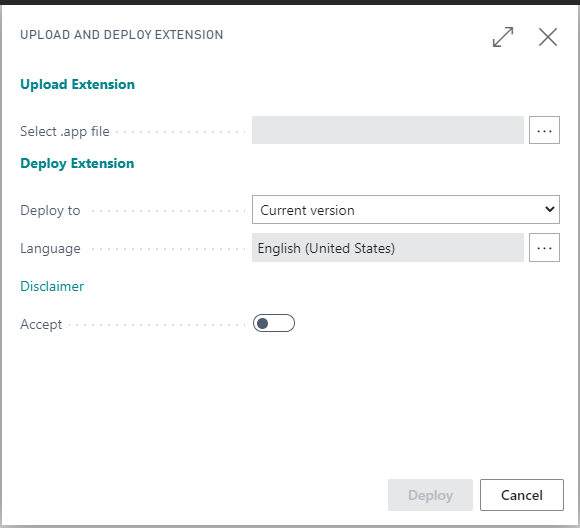 UPLOAD AND DEPLOY EXTENSION
Upload Extension
Select .app file
Deploy Extension
Deploy to Current version
Language English (United States)
Disclaimer
Accept
Deploy Cancel